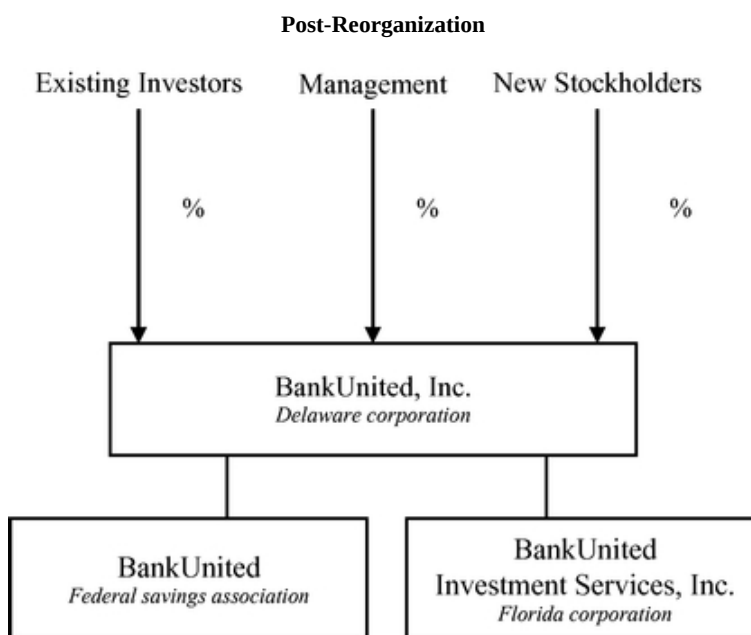 Post-Reorganization
Existing Investors Management New Stockholders
% % %
BankUnited, Inc.
Delaware corporation
BankUnited
Federal savings association
BankUnited
Investment Services, Inc.
Florida corporation